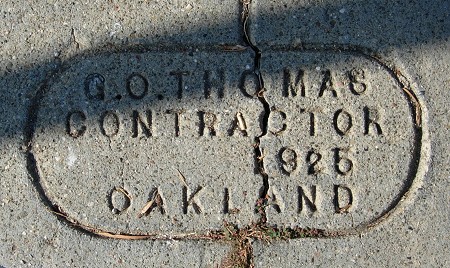 G.O.THOMAS
CONTRACTOR
1925
OAKLAND